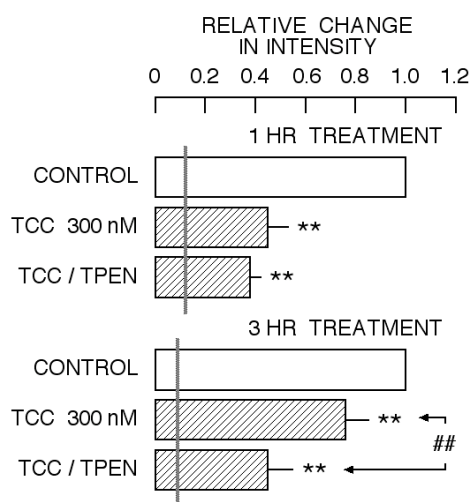 RELATIVE CHANGE
IN INTENSITY
0 0.2 0.4 0.6 0.8 1.0 1.2
1 HR TREATMENT
CONTROL
TCC 300 nM **
TCC / TPEN **
3 HR TREATMENT
CONTROL
TCC 300 nM **
##
TCC / TPEN **